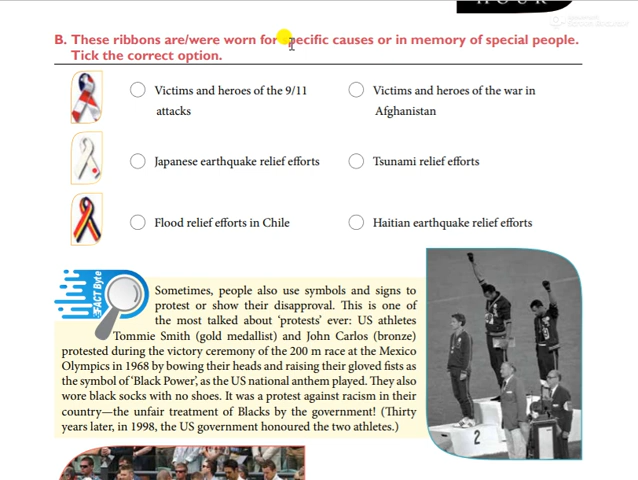 B. These ribbons are/were worn for specific causes or in memory of special people.
Tick the correct option.
Victims and heroes of the 9/11
attacks
Victims and heroes of the war in
Afghanistan
Japanese earthquake relief efforts
Tsunami relief efforts
Flood relief efforts in Chile
Haitian earthquake relief efforts
FACT Byte
Sometimes, people also use symbols and signs to
protest or show their disapproval. This is one of
the most talked about ‘protests’ ever: US athletes
Tommie Smith (gold medallist) and John Carlos (bronze)
protested during the victory ceremony of the 200 m race at the Mexico
Olympics in 1968 by bowing their heads and raising their gloved fists as
the symbol of ‘Black Power’, as the US national anthem played. They also
wore black socks with no shoes. It was a protest against racism in their
country—the unfair treatment of Blacks by the government! (Thirty
years later, in 1998, the US government honoured the two athletes.)
2